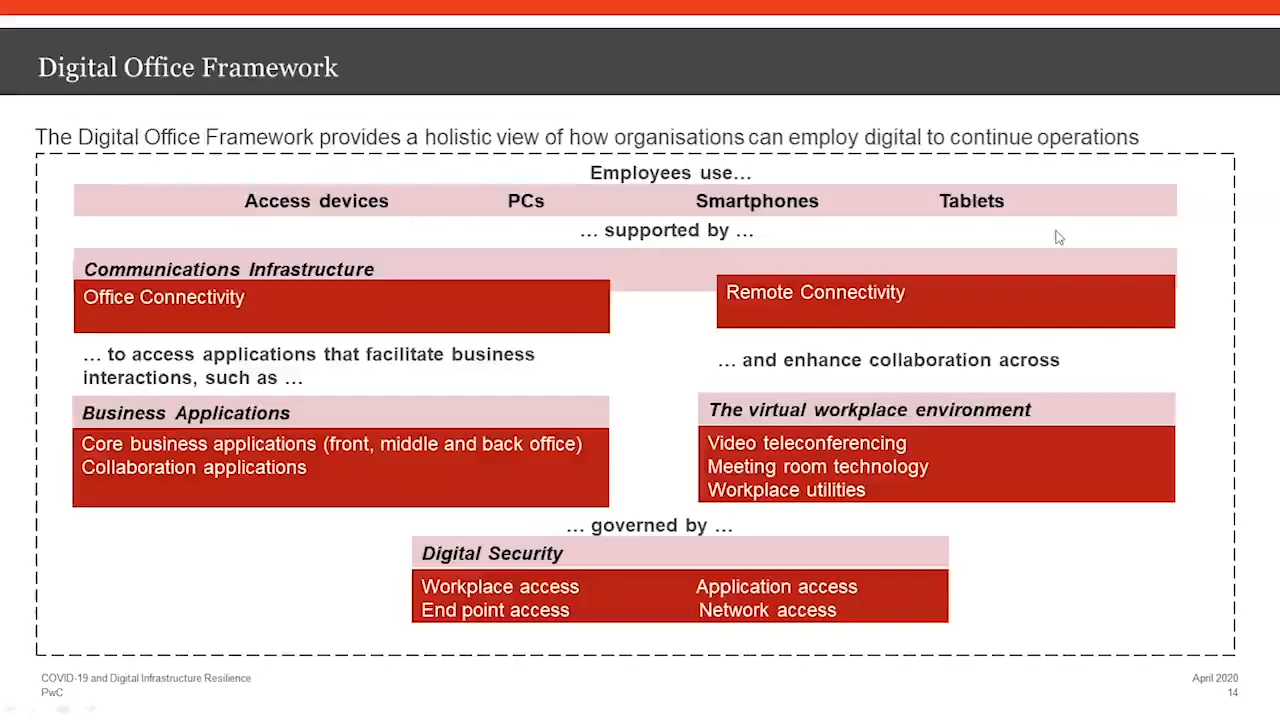 Digital Office Framework
The Digital Office Framework provides a holistic view of how organisations can employ digital to continue operations
Employees use…
Access devices PCs Smartphones Tablets
… supported by …
Communications Infrastructure
Office Connectivity
Remote Connectivity
… to access applications that facilitate business
interactions, such as …
… and enhance collaboration across
Business Applications
Core business applications (front, middle and back office)
Collaboration applications
The virtual workplace environment
Video teleconferencing
Meeting room technology
Workplace utilities
… governed by …
Digital Security
Workplace access Application access
End point access Network access
COVID-19 and Digital Infrastructure Resilience
PwC
April 2020
14